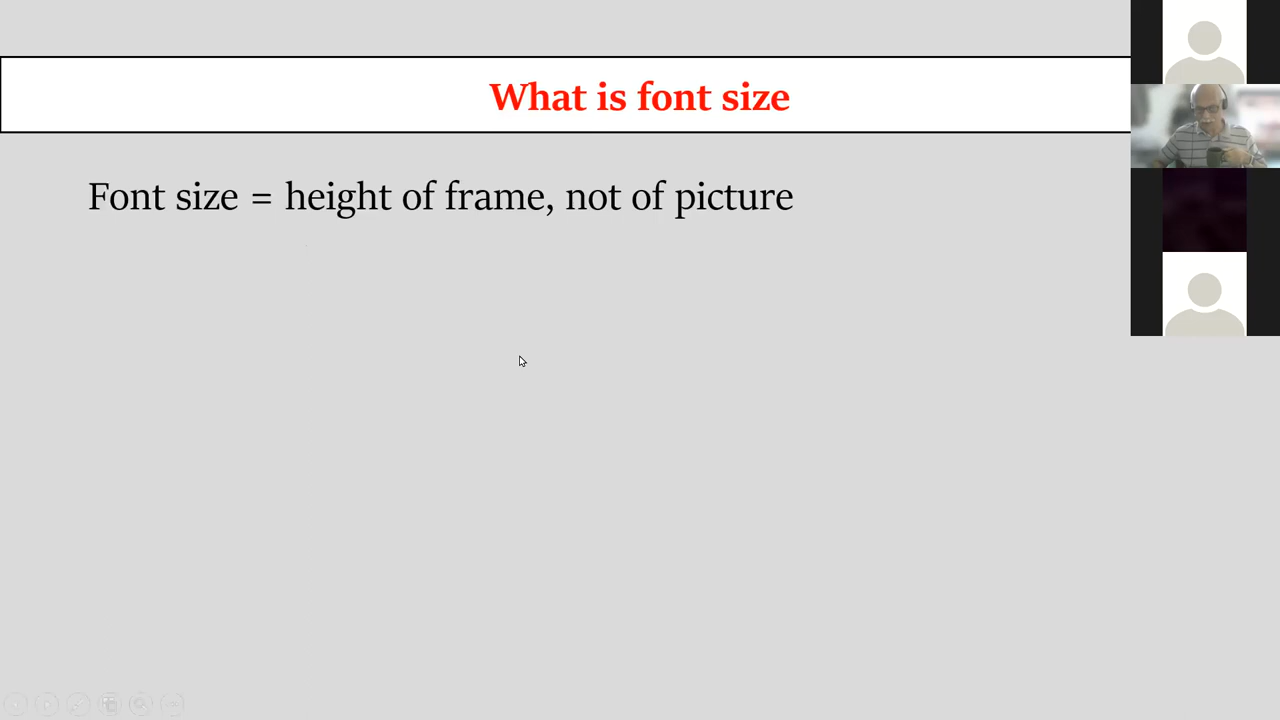 What is font size
Font size = height of frame, not of picture